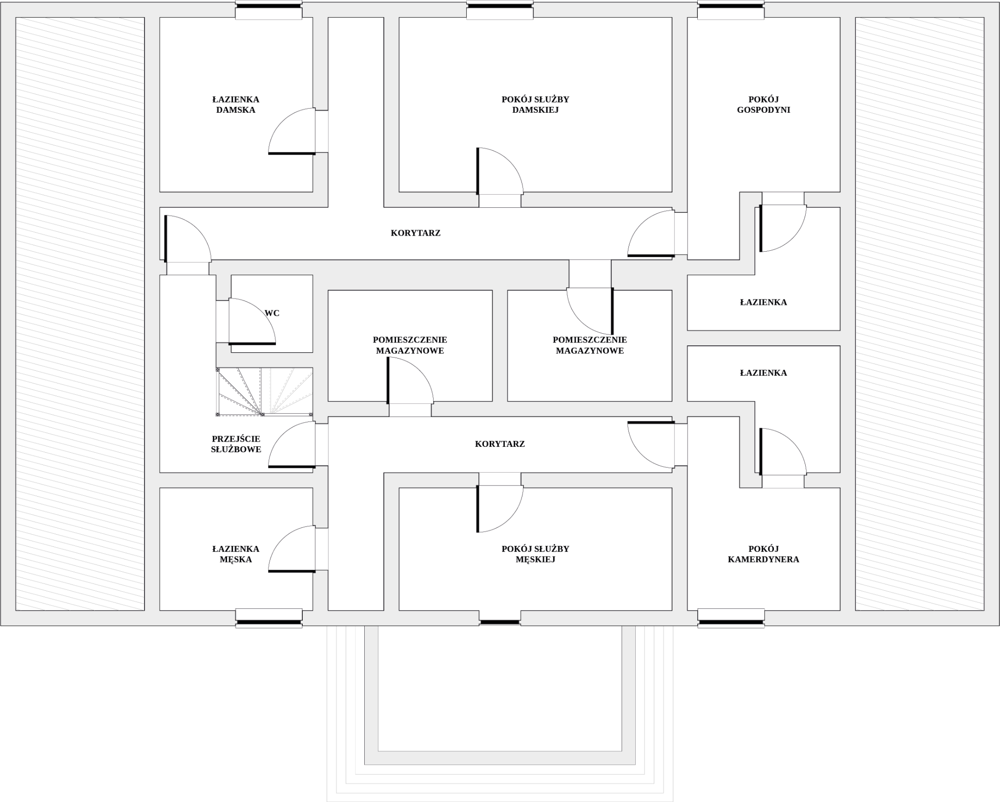 ŁAZIENKA
DAMSKA
POKÓJ SŁUŻBY
DAMSKIEJ
POKÓJ
GOSPODYNI
KORYTARZ
WC
ŁAZIENKA
POMIESZCZENIE
MAGAZYNOWE
POMIESZCZENIE
MAGAZYNOWE
ŁAZIENKA
PRZEJŚCIE
SŁUŻBOWE
KORYTARZ
ŁAZIENKA
MĘSKA
POKÓJ SŁUŻBY
MĘSKIEJ
POKÓJ
KAMERDYNERA